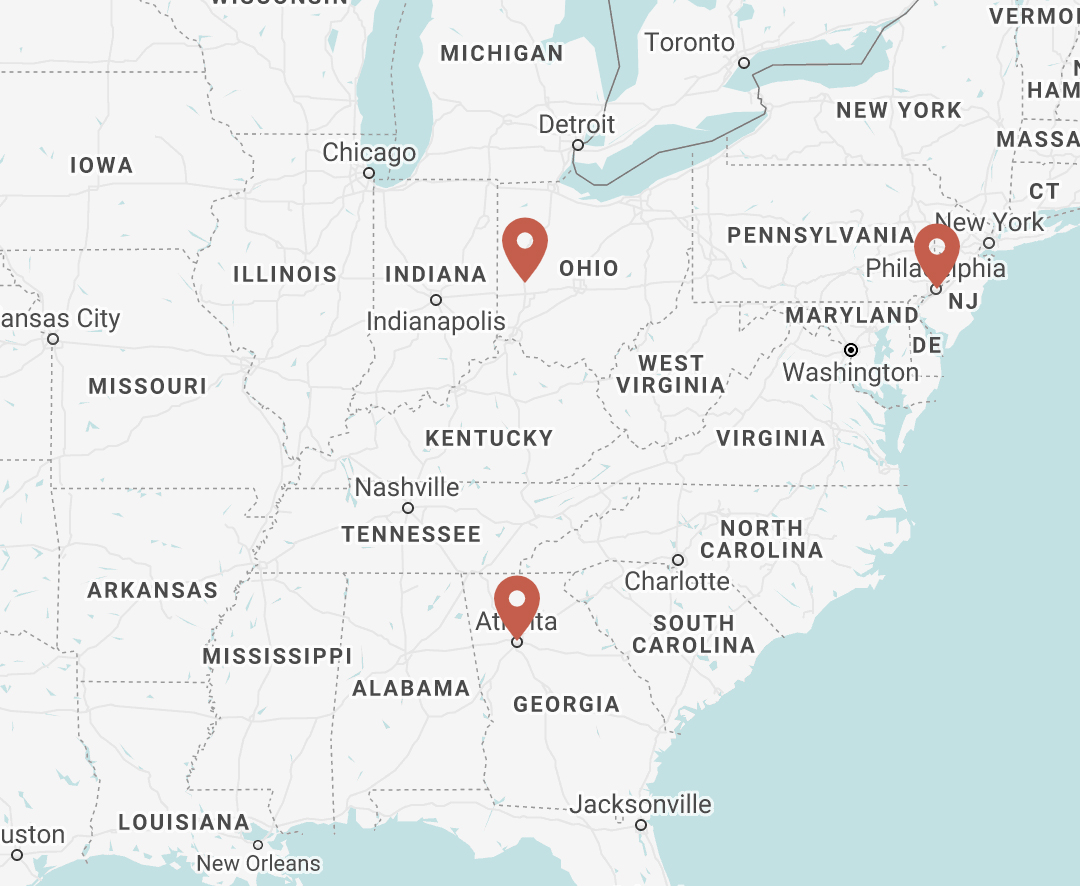 WISCONSIN
VERMO
MICHIGAN
Toronto
N
HAM
NEW YORK
Detroit
MASSA
Chicago
IOWA
CT
New York
PENNSYLVANIA
ILLINOIS
INDIANA
OHIO
Philadelphia
NJ
ansas City
Indianapolis
MARYLAND
DE
WEST
VIRGINIA
Washington
MISSOURI
KENTUCKY
VIRGINIA
Nashville
TENNESSEE
NORTH
CAROLINA
Charlotte
ARKANSAS
Atlanta
SOUTH
CAROLINA
MISSISSIPPI
ALABAMA
GEORGIA
Jacksonville
LOUISIANA
uston
New Orleans